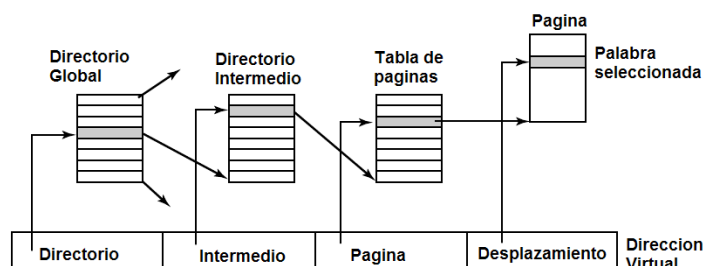 Directorio
Global
Directorio
Intermedio
Tabla de
paginas
Pagina
Palabra
seleccionada
Directorio
Intermedio
Pagina
Desplazamiento
Direccion
Virtual